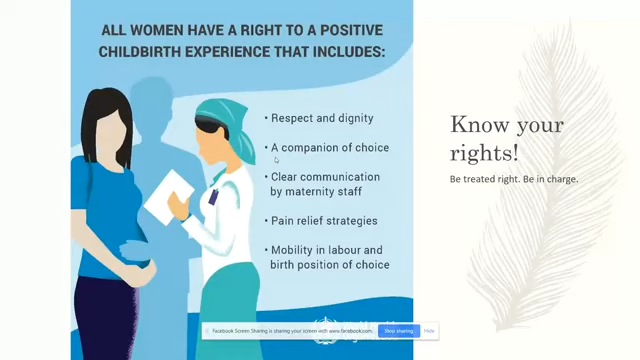 ALL WOMEN HAVE A RIGHT TO A POSITIVE
CHILDBIRTH EXPERIENCE THAT INCLUDES:
• Respect and dignity
• A companion of choice
• Clear communication
by maternity staff
• Pain relief strategies
• Mobility in labour and
birth position of choice
Know your
rights!
Be treated right. Be in charge.
Facebook Screen Sharing is sharing your screen with www.facebook.com.
Stop sharing
Hide